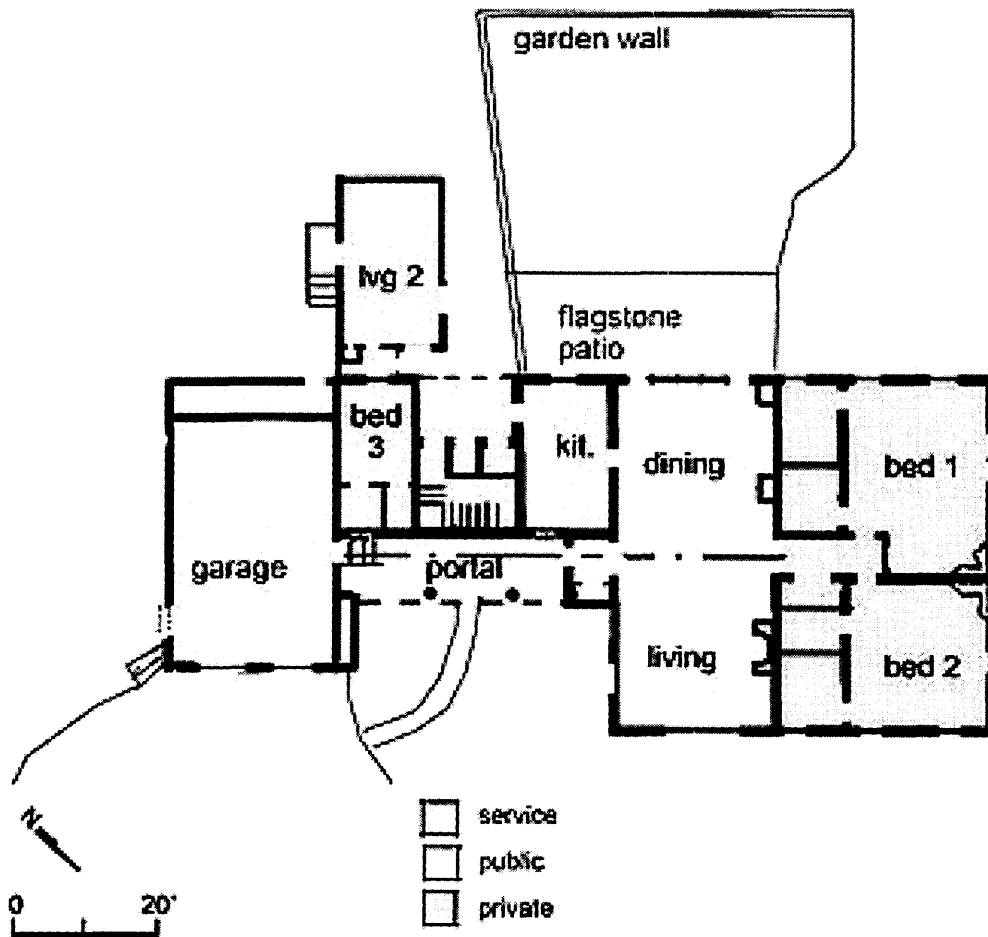 garden wall
lvg 2
flagstone
patio
bed
3
kit.
dining
bed 1
garage
portal
living
bed 2
service
public
private
N
0 20'